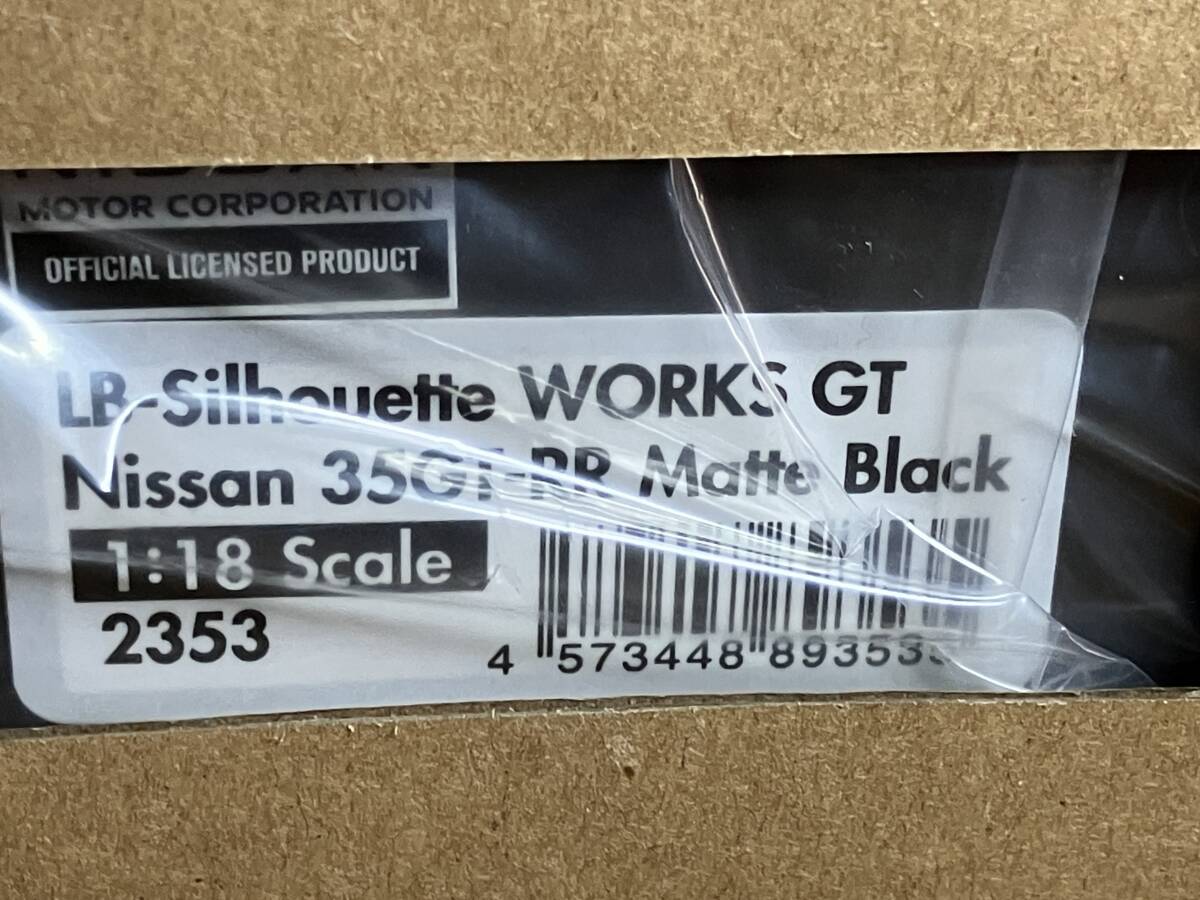 MOTOR CORPORATION
OFFICIAL LICENSED PRODUCT
LB-Silhouette WORKS GT
Nissan 35GT-RR Matte Black
1:18 Scale
2353
4 573448 893535